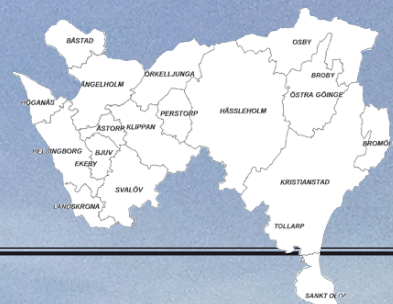 OSBY
BÅSTAD
BROBY
ÖRKELLJUNGA
ÄNGELHOLM
ÖSTRA GÖINGE
HÖGANÄS
PERSTORP
HÄSSLEHOLM
ÅSTORP
KLIPPAN
BROMÖL
HELSINGBORG
BJUV
EKEBY
KRISTIANSTAD
SVALÖV
LANDSKRONA
TOLLARP
SANKT OLOF